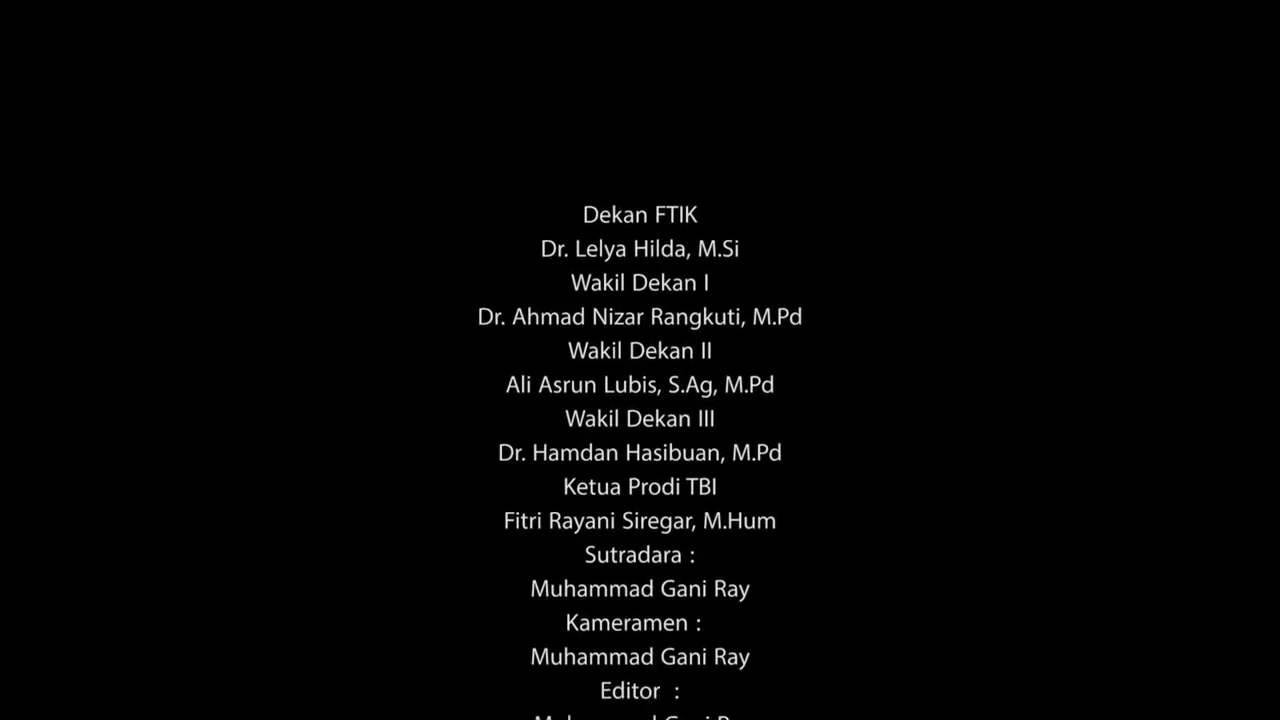 Dekan FTIK
Dr. Lelya Hilda, M.Si
Wakil Dekan I
Dr. Ahmad Nizar Rangkuti, M.Pd
Wakil Dekan II
Ali Asrun Lubis, S.Ag, M.Pd
Wakil Dekan III
Dr. Hamdan Hasibuan, M.Pd
Ketua Prodi TBI
Fitri Rayani Siregar, M.Hum
Sutradara :
Muhammad Gani Ray
Kameramen :
Muhammad Gani Ray
Editor :